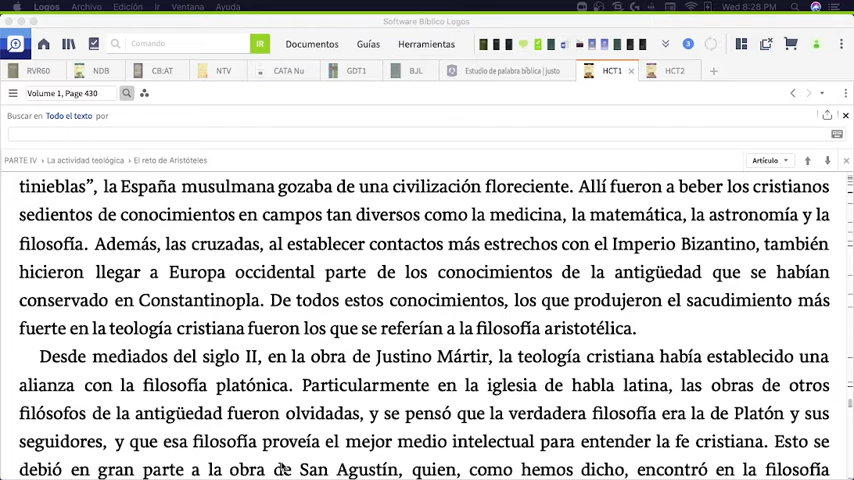 Logos Archivo Edición Ir Ventana Ayuda Wed 8:28 PM
Software Bíblico Logos
Comando IR Documentos Guías Herramientas 3
RVR60 NDB CB:AT NTV CATA Nu GDT1 BJL Estudio de palabra bíblica | justo HCT1 HCT2
Volume 1, Page 430
Buscar en Todo el texto por
PARTE IV › La actividad teológica › El reto de Aristóteles Artículo
tinieblas”, la España musulmana gozaba de una civilización floreciente. Allí fueron a beber los cristianos
sedientos de conocimientos en campos tan diversos como la medicina, la matemática, la astronomía y la
filosofía. Además, las cruzadas, al establecer contactos más estrechos con el Imperio Bizantino, también
hicieron llegar a Europa occidental parte de los conocimientos de la antigüedad que se habían
conservado en Constantinopla. De todos estos conocimientos, los que produjeron el sacudimiento más
fuerte en la teología cristiana fueron los que se referían a la filosofía aristotélica.
Desde mediados del siglo II, en la obra de Justino Mártir, la teología cristiana había establecido una
alianza con la filosofía platónica. Particularmente en la iglesia de habla latina, las obras de otros
filósofos de la antigüedad fueron olvidadas, y se pensó que la verdadera filosofía era la de Platón y sus
seguidores, y que esa filosofía proveía el mejor medio intelectual para entender la fe cristiana. Esto se
debió en gran parte a la obra de San Agustín, quien, como hemos dicho, encontró en la filosofía